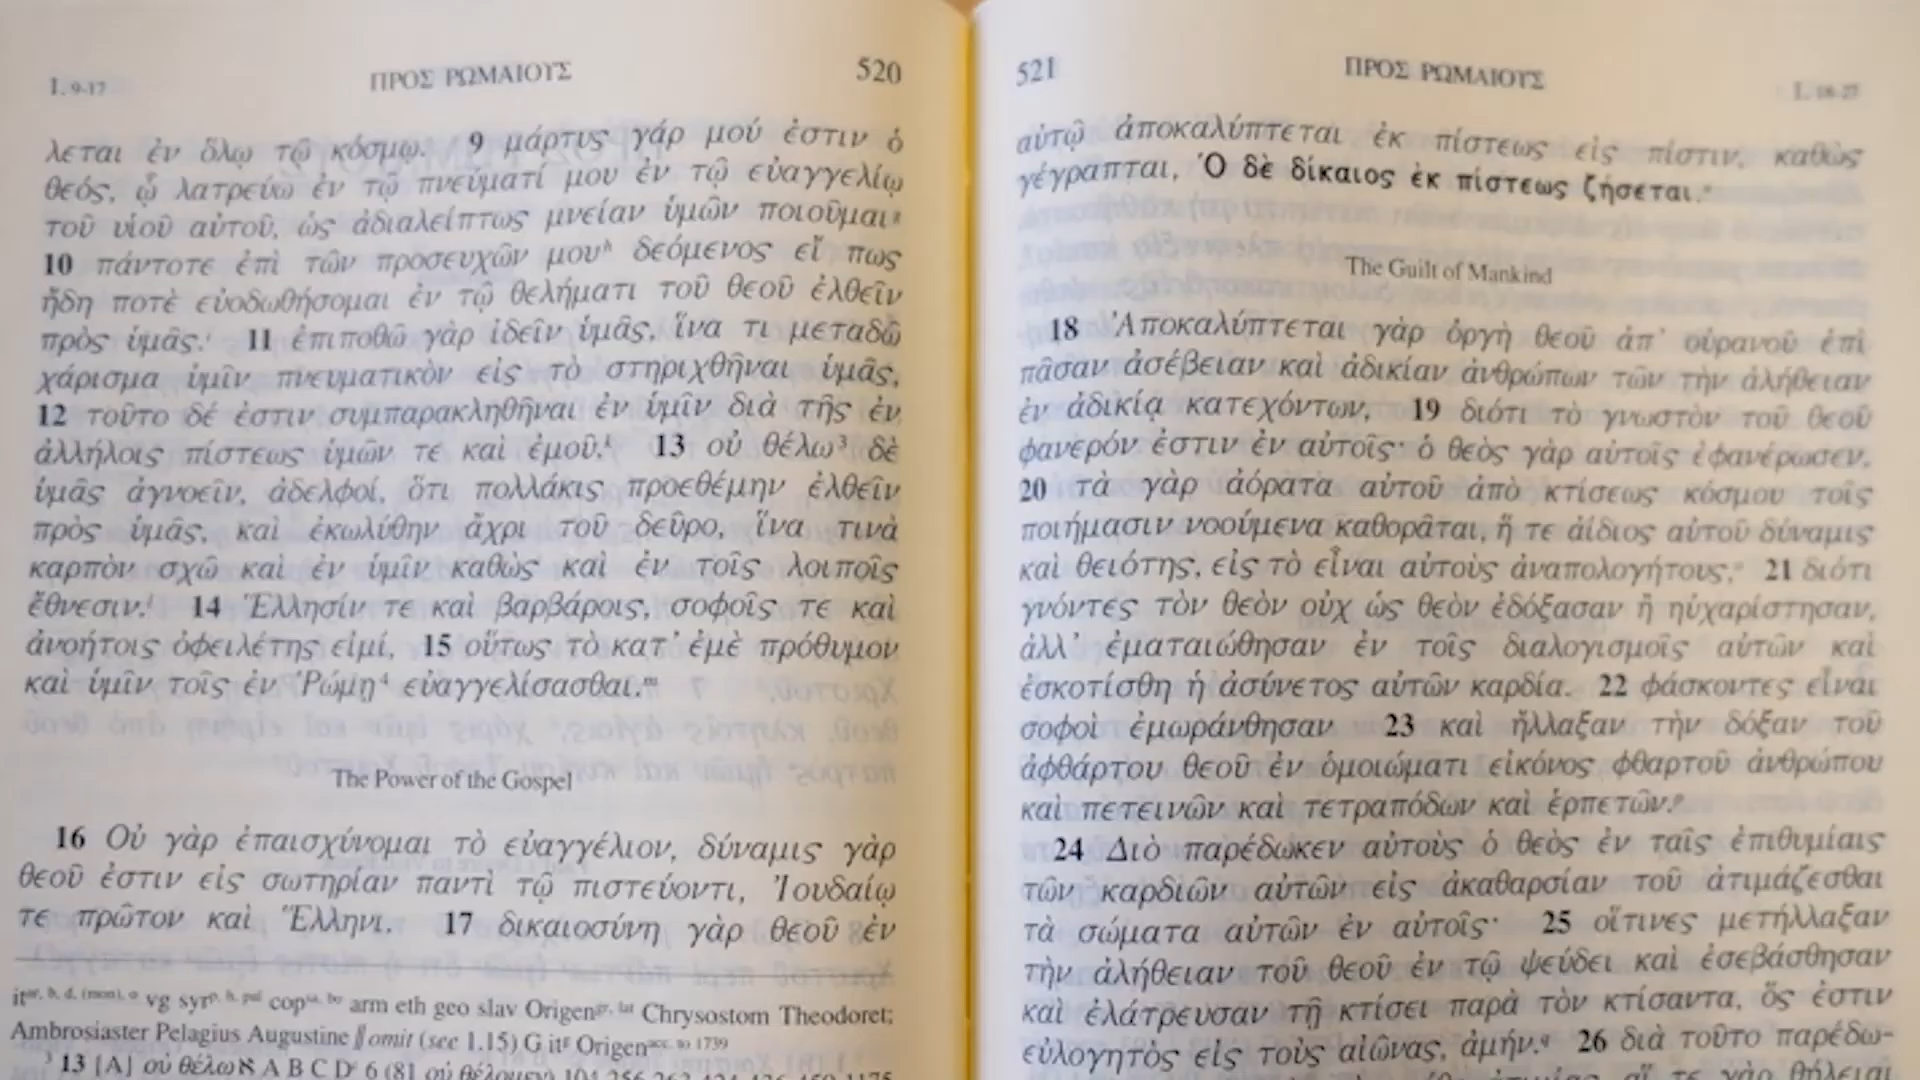 I. 9-17 ΠΡΟΣ ΡΩΜΑΙΟΥΣ 520
λεται ἐν ὅλῳ τῷ κόσμῳ. 9 μάρτυς γάρ μού ἐστιν ὁ
θεός, ᾧ λατρεύω ἐν τῷ πνεύματί μου ἐν τῷ εὐαγγελίῳ
τοῦ υἱοῦ αὐτοῦ, ὡς ἀδιαλείπτως μνείαν ὑμῶν ποιοῦμαι g
10 πάντοτε ἐπὶ τῶν προσευχῶν μου h δεόμενος εἴ πως
ἤδη ποτὲ εὐοδωθήσομαι ἐν τῷ θελήματι τοῦ θεοῦ ἐλθεῖν
πρὸς ὑμᾶς. i 11 ἐπιποθῶ γὰρ ἰδεῖν ὑμᾶς, ἵνα τι μεταδῶ
χάρισμα ὑμῖν πνευματικὸν εἰς τὸ στηριχθῆναι ὑμᾶς,
12 τοῦτο δέ ἐστιν συμπαρακληθῆναι ἐν ὑμῖν διὰ τῆς ἐν
ἀλλήλοις πίστεως ὑμῶν τε καὶ ἐμοῦ. k 13 οὐ θέλω 3 δὲ
ὑμᾶς ἀγνοεῖν, ἀδελφοί, ὅτι πολλάκις προεθέμην ἐλθεῖν
πρὸς ὑμᾶς, καὶ ἐκωλύθην ἄχρι τοῦ δεῦρο, ἵνα τινὰ
καρπὸν σχῶ καὶ ἐν ὑμῖν καθὼς καὶ ἐν τοῖς λοιποῖς
ἔθνεσιν. l 14 Ἕλλησίν τε καὶ βαρβάροις, σοφοῖς τε καὶ
ἀνοήτοις ὀφειλέτης εἰμί, 15 οὕτως τὸ κατ’ ἐμὲ πρόθυμον
καὶ ὑμῖν τοῖς ἐν Ῥώμῃ 4 εὐαγγελίσασθαι. m
The Power of the Gospel
16 Οὐ γὰρ ἐπαισχύνομαι τὸ εὐαγγέλιον, δύναμις γὰρ
θεοῦ ἐστιν εἰς σωτηρίαν παντὶ τῷ πιστεύοντι, Ἰουδαίῳ
τε πρῶτον καὶ Ἕλληνι. 17 δικαιοσύνη γὰρ θεοῦ ἐν
vg arm eth geo slav Chrysostom Theodoret;
Ambrosiaster Pelagius Augustine // omit (see 1.15) G Origen
3 13 {A} οὐ θέλω ℵ A B C
521 ΠΡΟΣ ΡΩΜΑΙΟΥΣ I. 18-27
αὐτῷ ἀποκαλύπτεται ἐκ πίστεως εἰς πίστιν, καθὼς
γέγραπται, Ὁ δὲ δίκαιος ἐκ πίστεως ζήσεται. n
The Guilt of Mankind
18 Ἀποκαλύπτεται γὰρ ὀργὴ θεοῦ ἀπ’ οὐρανοῦ ἐπὶ
πᾶσαν ἀσέβειαν καὶ ἀδικίαν ἀνθρώπων τῶν τὴν ἀλήθειαν
ἐν ἀδικίᾳ κατεχόντων, 19 διότι τὸ γνωστὸν τοῦ θεοῦ
φανερόν ἐστιν ἐν αὐτοῖς· ὁ θεὸς γὰρ αὐτοῖς ἐφανέρωσεν.
20 τὰ γὰρ ἀόρατα αὐτοῦ ἀπὸ κτίσεως κόσμου τοῖς
ποιήμασιν νοούμενα καθορᾶται, ἥ τε ἀΐδιος αὐτοῦ δύναμις
καὶ θειότης, εἰς τὸ εἶναι αὐτοὺς ἀναπολογήτους, o 21 διότι
γνόντες τὸν θεὸν οὐχ ὡς θεὸν ἐδόξασαν ἢ ηὐχαρίστησαν,
ἀλλ’ ἐματαιώθησαν ἐν τοῖς διαλογισμοῖς αὐτῶν καὶ
ἐσκοτίσθη ἡ ἀσύνετος αὐτῶν καρδία. 22 φάσκοντες εἶναι
σοφοὶ ἐμωράνθησαν 23 καὶ ἤλλαξαν τὴν δόξαν τοῦ
ἀφθάρτου θεοῦ ἐν ὁμοιώματι εἰκόνος φθαρτοῦ ἀνθρώπου
καὶ πετεινῶν καὶ τετραπόδων καὶ ἑρπετῶν. p
24 Διὸ παρέδωκεν αὐτοὺς ὁ θεὸς ἐν ταῖς ἐπιθυμίαις
τῶν καρδιῶν αὐτῶν εἰς ἀκαθαρσίαν τοῦ ἀτιμάζεσθαι
τὰ σώματα αὐτῶν ἐν αὐτοῖς· 25 οἵτινες μετήλλαξαν
τὴν ἀλήθειαν τοῦ θεοῦ ἐν τῷ ψεύδει καὶ ἐσεβάσθησαν
καὶ ἐλάτρευσαν τῇ κτίσει παρὰ τὸν κτίσαντα, ὅς ἐστιν
εὐλογητὸς εἰς τοὺς αἰῶνας, ἀμήν. q 26 διὰ τοῦτο παρέδω-
τε γὰρ θήλειαι